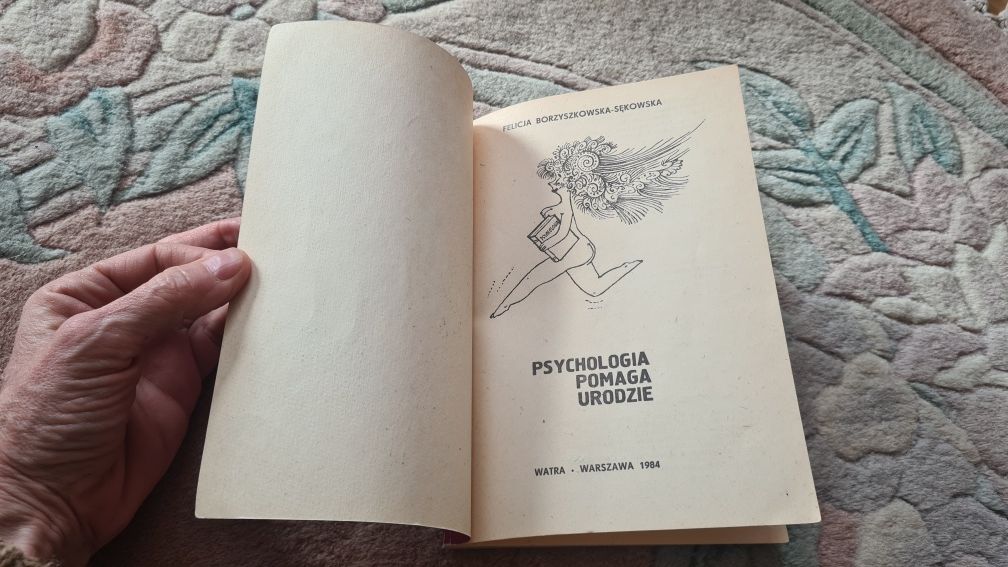 FELICJA BORZYSZKOWSKA-SĘKOWSKA
PSYCHOLOGIA
POMAGA
URODZIE
WATRA • WARSZAWA 1984